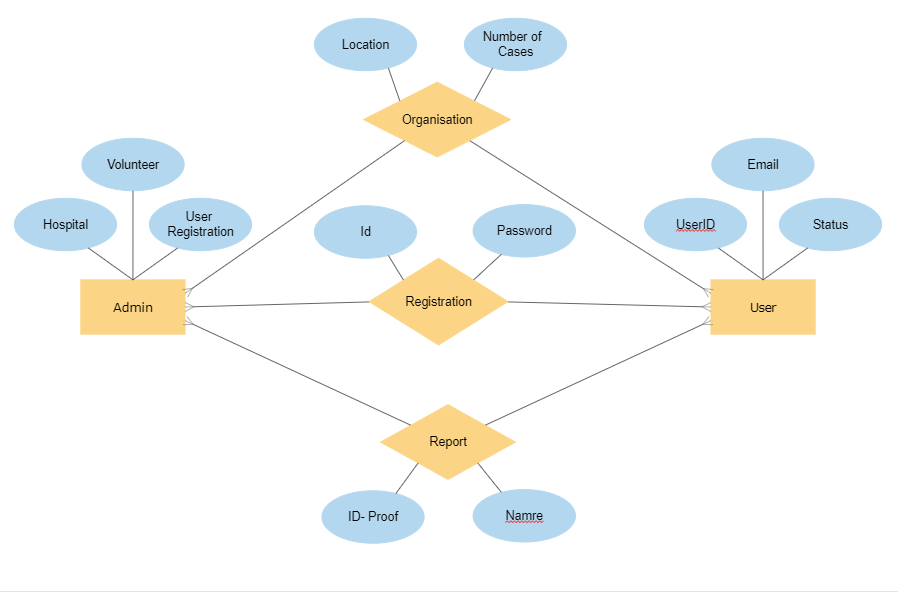 Location
Number of
Cases
Organisation
Volunteer
Email
Hospital
User
Registration
Id
Password
UserID
Status
Admin
Registration
User
Report
ID- Proof
Namre